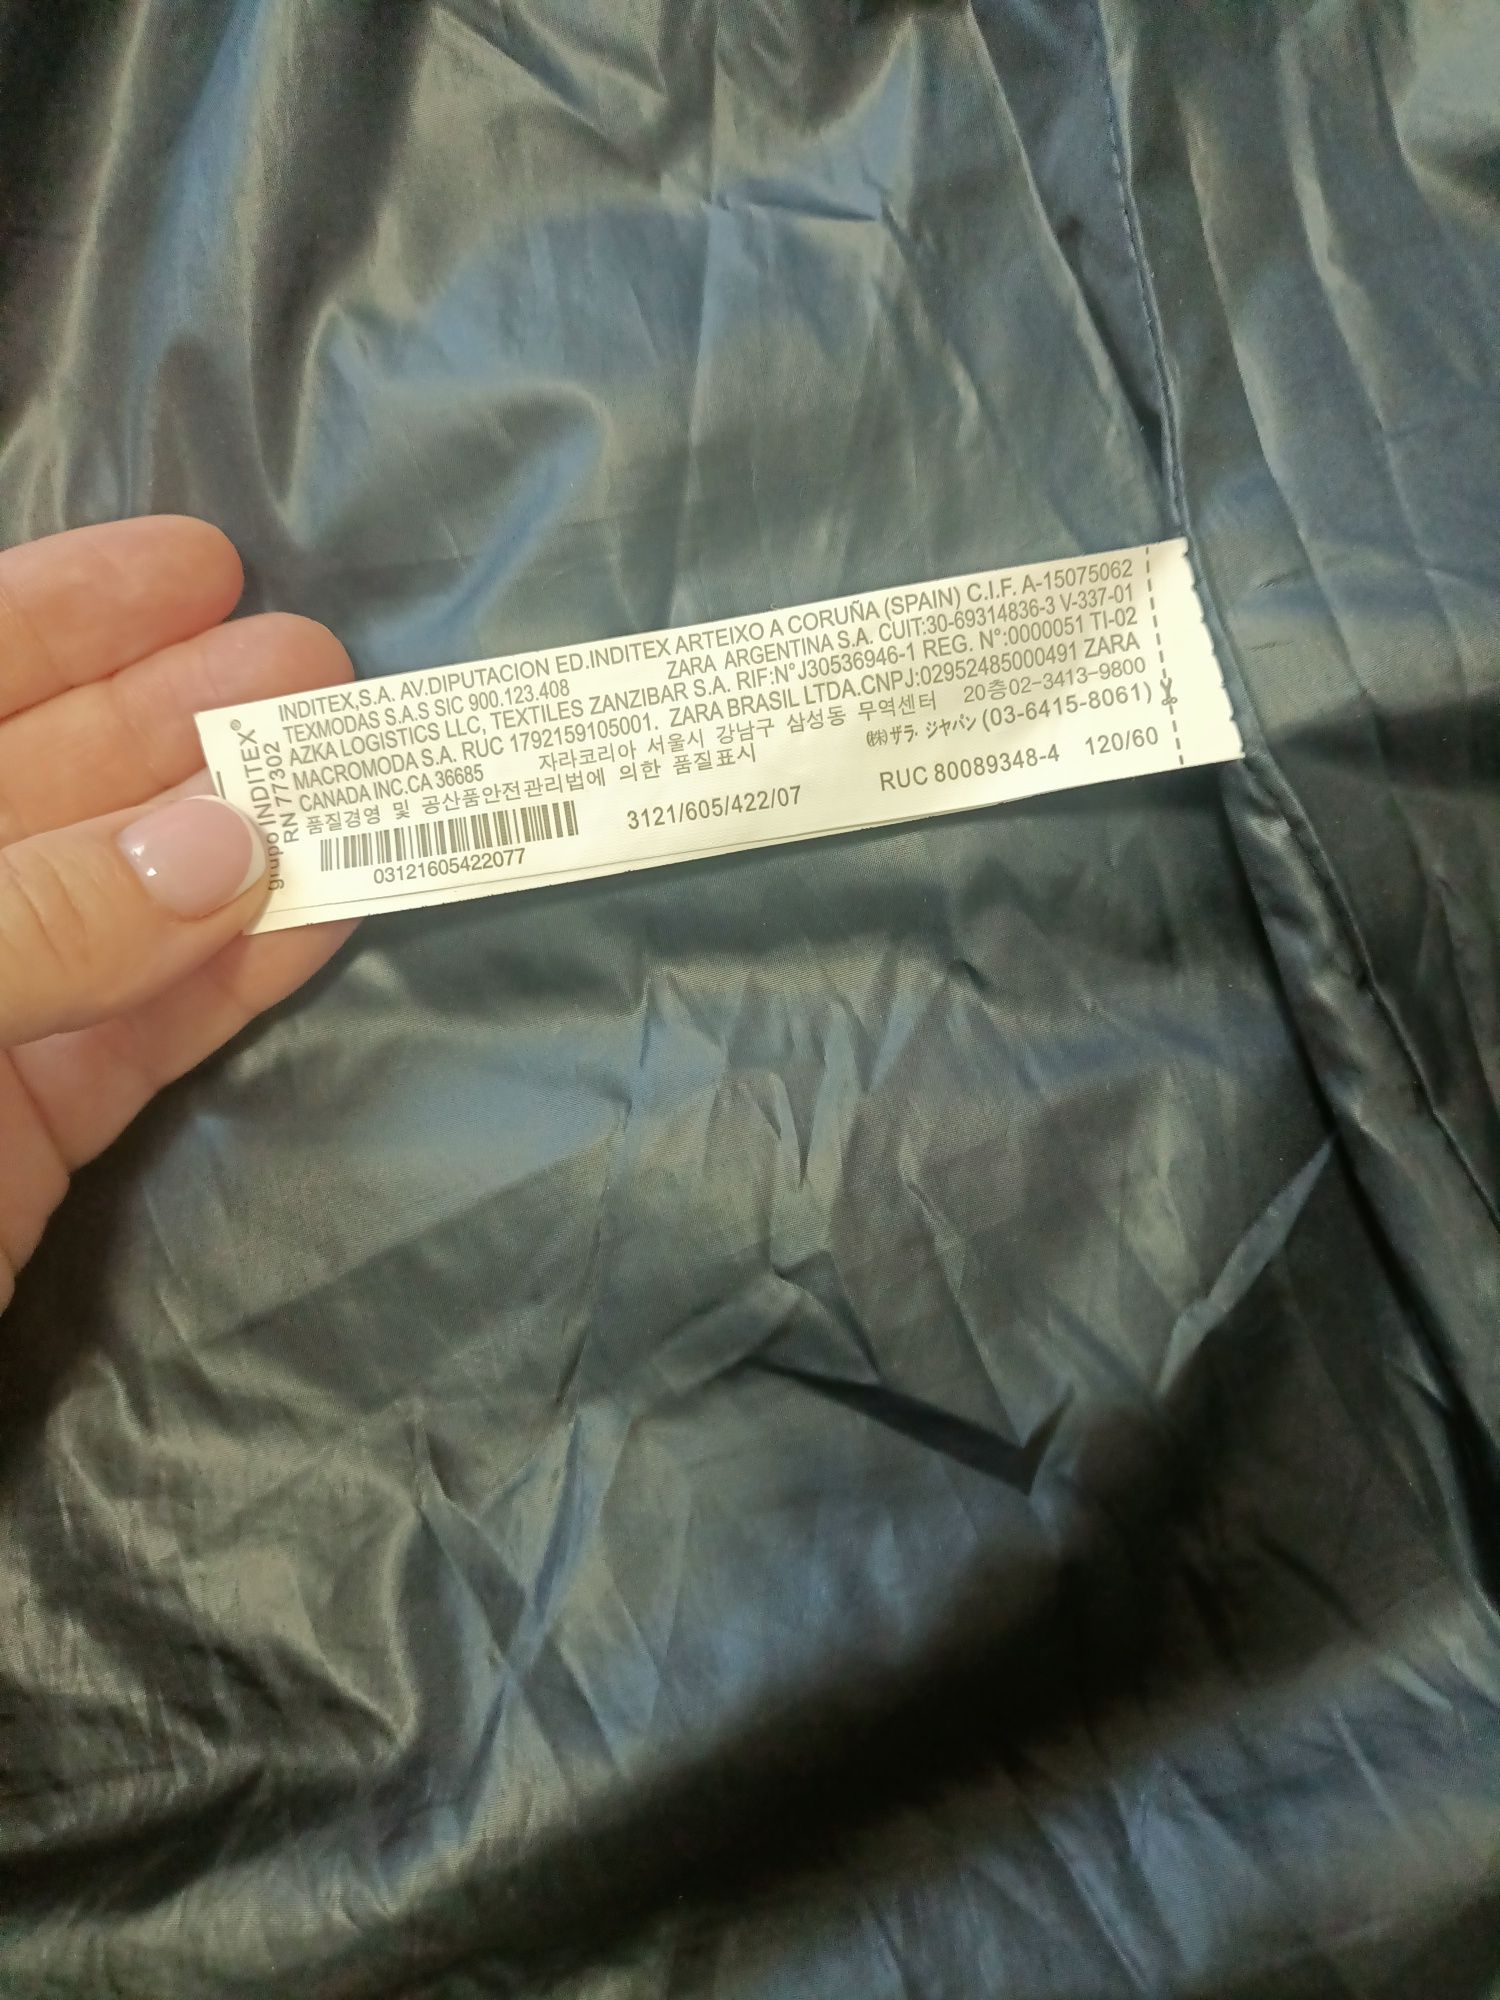 grupo INDITEX®
RN 77302
INDITEX,S.A. AV.DIPUTACION ED.INDITEX ARTEIXO A CORUÑA (SPAIN) C.I.F. A-15075062
TEXMODAS S.A.S SIC 900.123.408 ZARA ARGENTINA S.A. CUIT:30-69314836-3 V-337-01
AZKA LOGISTICS LLC, TEXTILES ZANZIBAR S.A. RIF:N° J30536946-1 REG. N°:0000051 TI-02
MACROMODA S.A. RUC 1792159105001. ZARA BRASIL LTDA.CNPJ:02952485000491 ZARA
CANADA INC.CA 36685 자라코리아 서울시 강남구 삼성동 무역센터 20층02-3413-9800
품질경영 및 공산품안전관리법에 의한 품질표시 ㈱ザラ・ジャパン(03-6415-8061)
03121605422077
3121/605/422/07
RUC 80089348-4 120/60